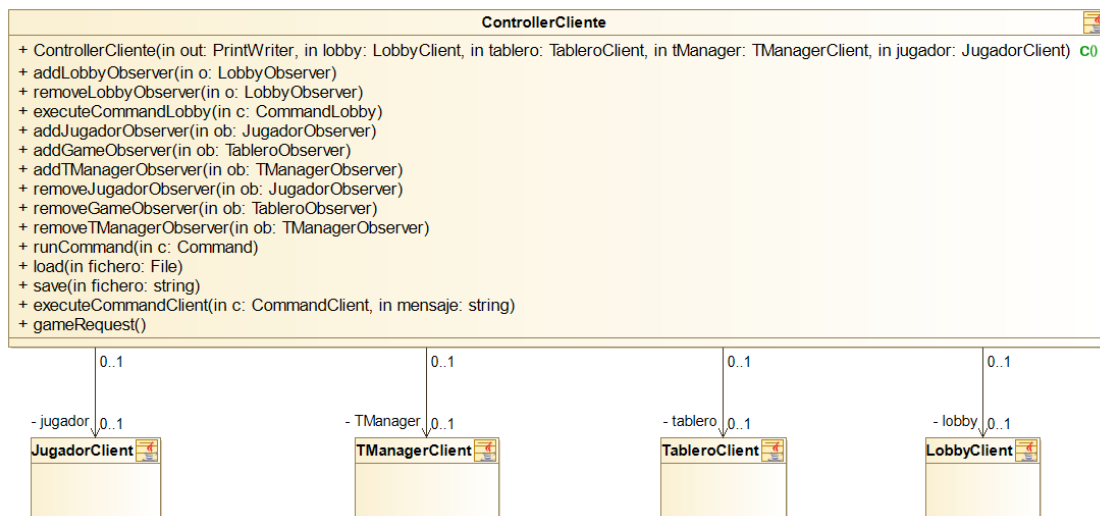 ControllerCliente
+ ControllerCliente(in out: PrintWriter, in lobby: LobbyClient, in tablero: TableroClient, in tManager: TManagerClient, in jugador: JugadorClient) C()
+ addLobbyObserver(in o: LobbyObserver)
+ removeLobbyObserver(in o: LobbyObserver)
+ executeCommandLobby(in c: CommandLobby)
+ addJugadorObserver(in ob: JugadorObserver)
+ addGameObserver(in ob: TableroObserver)
+ addTManagerObserver(in ob: TManagerObserver)
+ removeJugadorObserver(in ob: JugadorObserver)
+ removeGameObserver(in ob: TableroObserver)
+ removeTManagerObserver(in ob: TManagerObserver)
+ runCommand(in c: Command)
+ load(in fichero: File)
+ save(in fichero: string)
+ executeCommandClient(in c: CommandClient, in mensaje: string)
+ gameRequest()
0..1 0..1 0..1 0..1
- jugador 0..1 - TManager 0..1 - tablero 0..1 - lobby 0..1
JugadorClient TManagerClient TableroClient LobbyClient